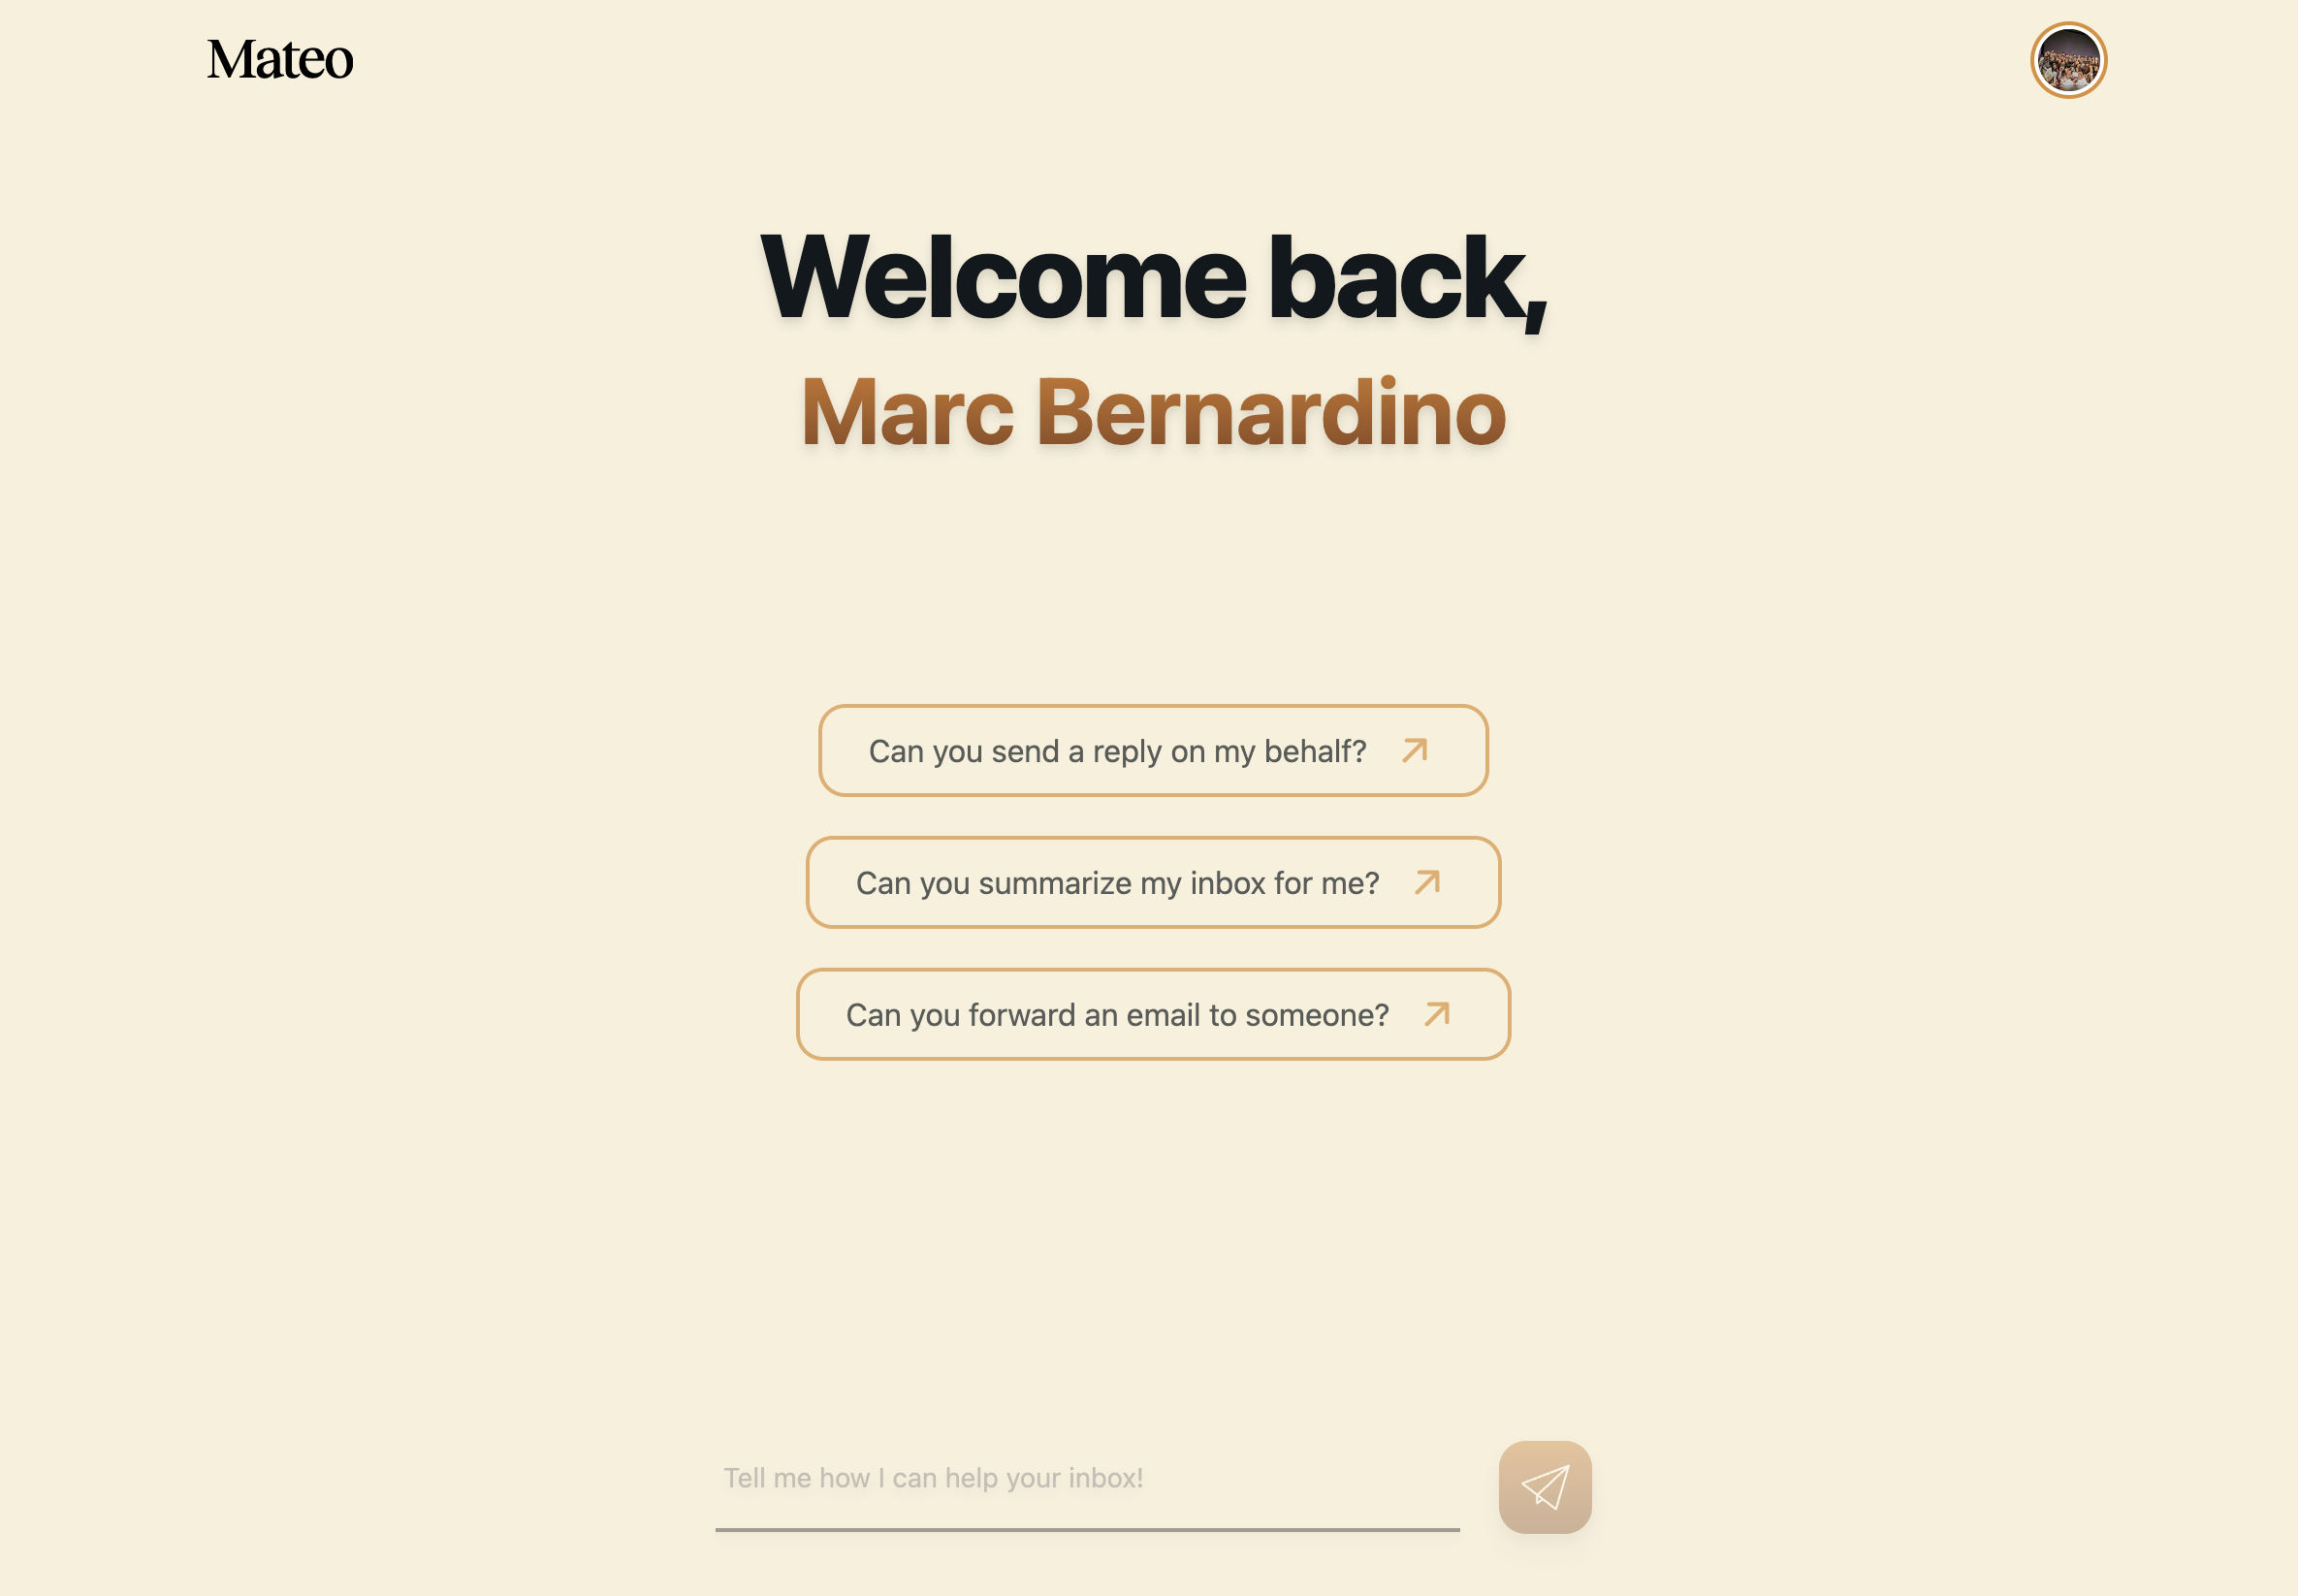 Mateo
Welcome back,
Marc Bernardino
Can you send a reply on my behalf?
Can you summarize my inbox for me?
Can you forward an email to someone?
Tell me how I can help your inbox!